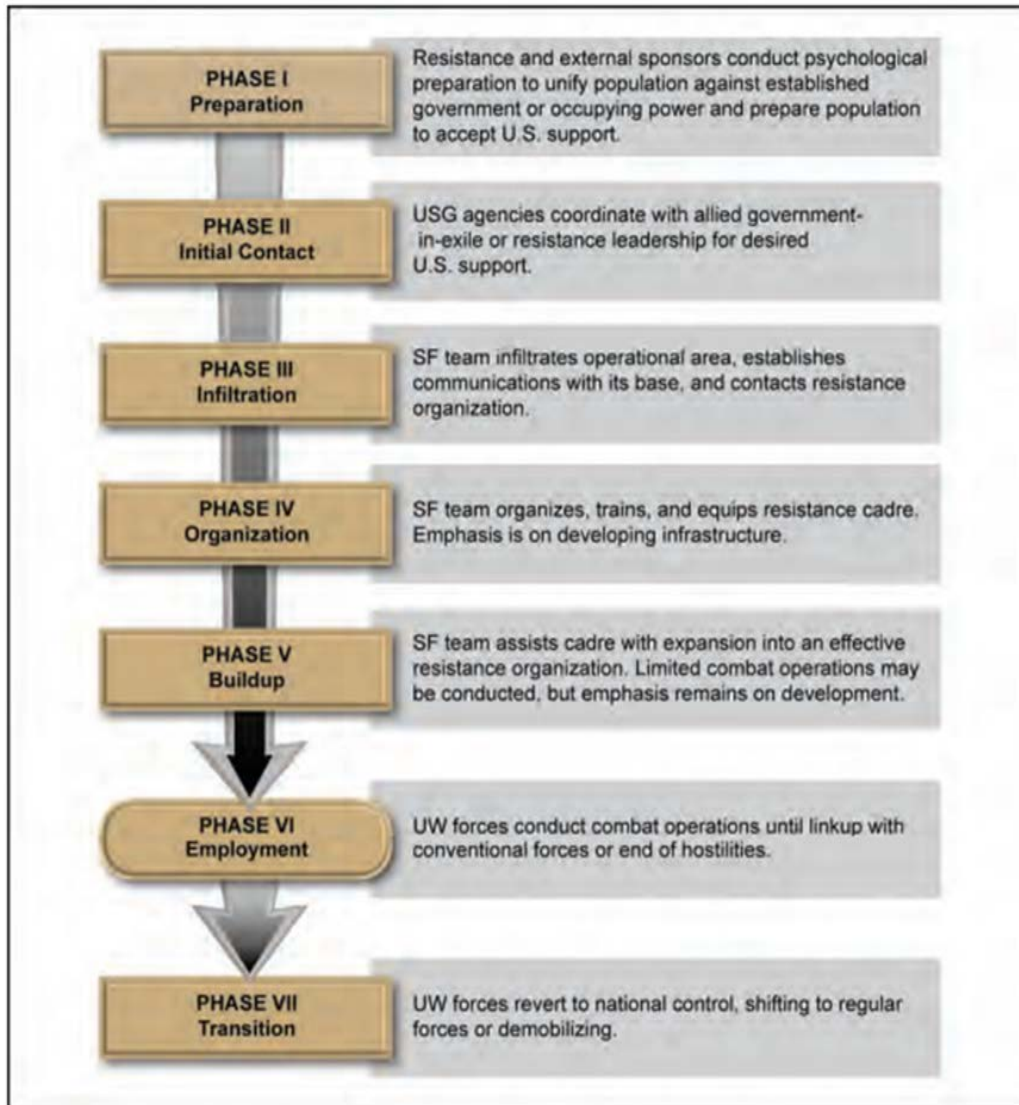 PHASE I
Preparation
Resistance and external sponsors conduct psychological
preparation to unify population against established
government or occupying power and prepare population
to accept U.S. support.
PHASE II
Initial Contact
USG agencies coordinate with allied government-
in-exile or resistance leadership for desired
U.S. support.
PHASE III
Infiltration
SF team infiltrates operational area, establishes
communications with its base, and contacts resistance
organization.
PHASE IV
Organization
SF team organizes, trains, and equips resistance cadre.
Emphasis is on developing infrastructure.
PHASE V
Buildup
SF team assists cadre with expansion into an effective
resistance organization. Limited combat operations may
be conducted, but emphasis remains on development.
PHASE VI
Employment
UW forces conduct combat operations until linkup with
conventional forces or end of hostilities.
PHASE VII
Transition
UW forces revert to national control, shifting to regular
forces or demobilizing.